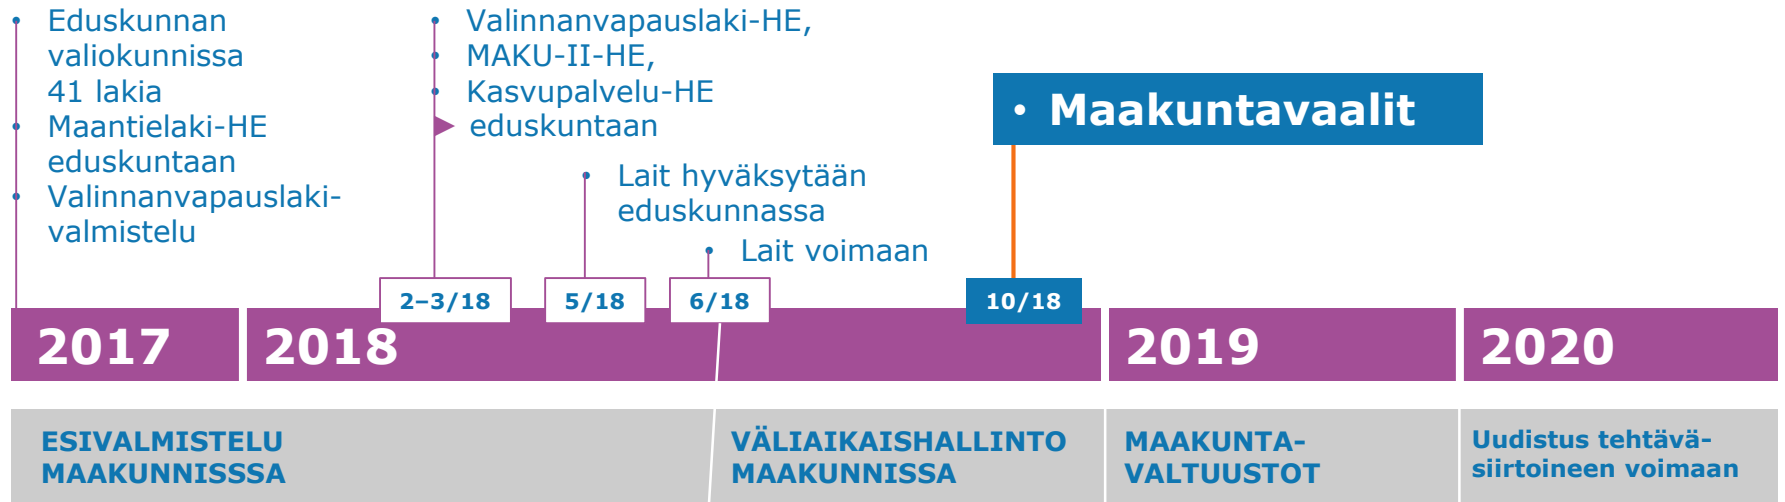 • Eduskunnan
valiokunnissa
41 lakia
• Maantielaki-HE
eduskuntaan
• Valinnanvapauslaki-
valmistelu
• Valinnanvapauslaki-HE,
• MAKU-II-HE,
• Kasvupalvelu-HE
eduskuntaan
• Lait hyväksytään
eduskunnassa
• Lait voimaan
• Maakuntavaalit
2–3/18
5/18
6/18
10/18
2017
2018
2019
2020
ESIVALMISTELU
MAAKUNNISSSA
VÄLIAIKAISHALLINTO
MAAKUNNISSA
MAAKUNTA-
VALTUUSTOT
Uudistus tehtävä-
siirtoineen voimaan